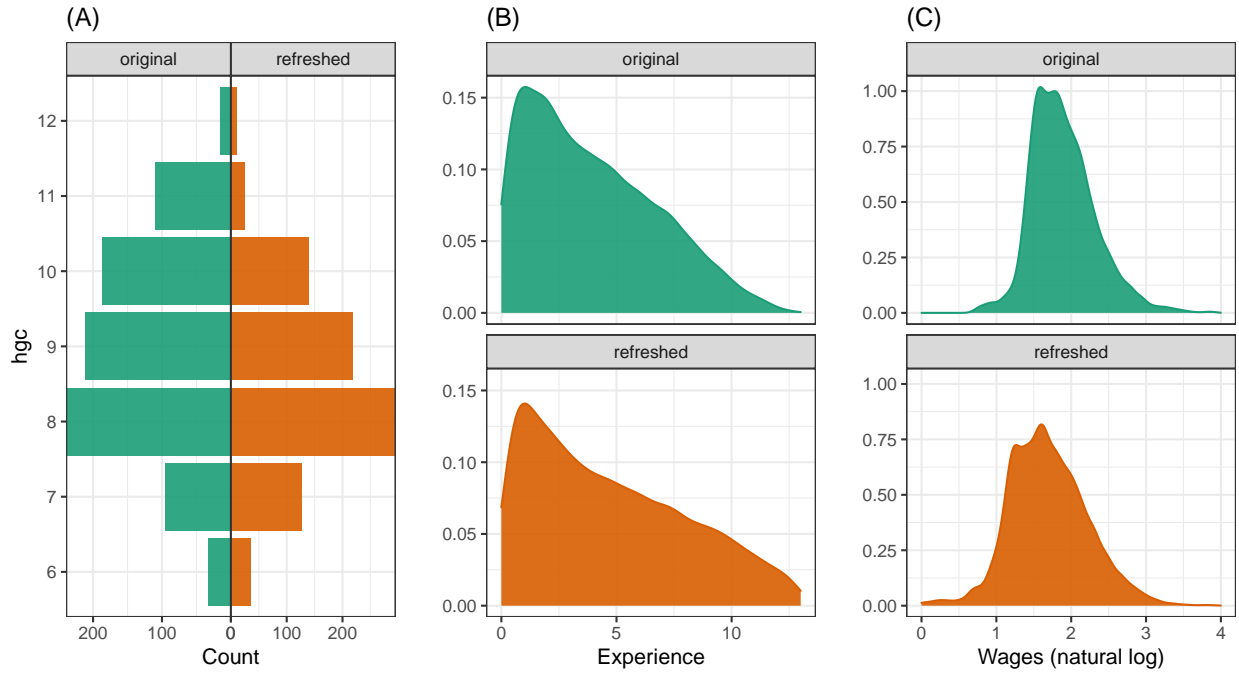 (A)
original refreshed
12
11
10
9
8
7
6
hgc
200 100 0 0 100 200
Count
(B)
original
0.15
0.10
0.05
0.00
refreshed
0.15
0.10
0.05
0.00
0 5 10
Experience
(C)
original
1.00
0.75
0.50
0.25
0.00
refreshed
1.00
0.75
0.50
0.25
0.00
0 1 2 3 4
Wages (natural log)